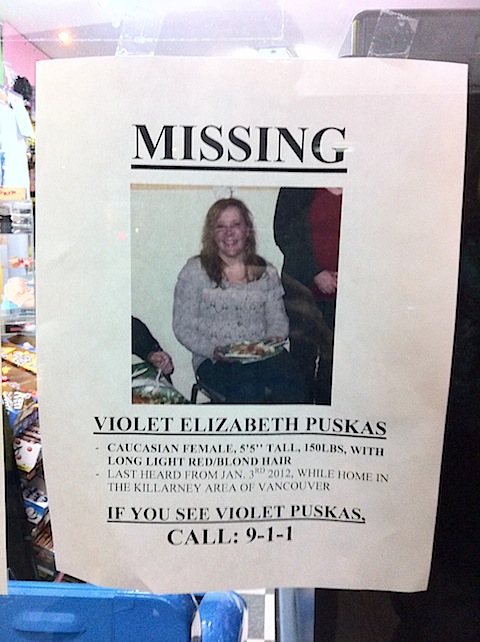 MISSING
VIOLET ELIZABETH PUSKAS
- CAUCASIAN FEMALE, 5'5'' TALL, 150LBS, WITH
LONG LIGHT RED/BLOND HAIR
- LAST HEARD FROM JAN. 3RD 2012, WHILE HOME IN
THE KILLARNEY AREA OF VANCOUVER
IF YOU SEE VIOLET PUSKAS,
CALL: 9-1-1